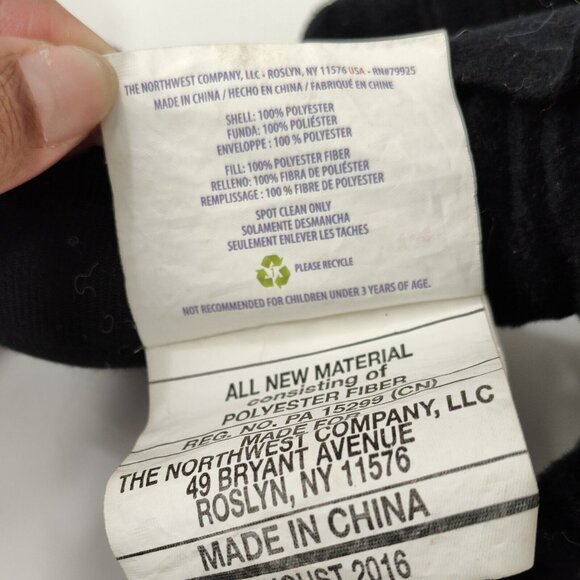 THE NORTHWEST COMPANY, LLC - ROSLYN, NY 11576 USA - RN#79925
MADE IN CHINA / HECHO EN CHINA / FABRIQUÉ EN CHINE
SHELL: 100% POLYESTER
FUNDA: 100% POLIÉSTER
ENVELOPPE : 100 % POLYESTER
FILL: 100% POLYESTER FIBER
RELLENO: 100% FIBRA DE POLIÉSTER
REMPLISSAGE : 100 % FIBRE DE POLYESTER
SPOT CLEAN ONLY
SOLAMENTE DESMANCHA
SEULEMENT ENLEVER LES TACHES
1
PLEASE RECYCLE
NOT RECOMMENDED FOR CHILDREN UNDER 3 YEARS OF AGE.
ALL NEW MATERIAL
consisting of
POLYESTER FIBER
REG. NO. PA 15299 (CN)
MADE FOR
THE NORTHWEST COMPANY, LLC
49 BRYANT AVENUE
ROSLYN, NY 11576
MADE IN CHINA
AUGUST 2016